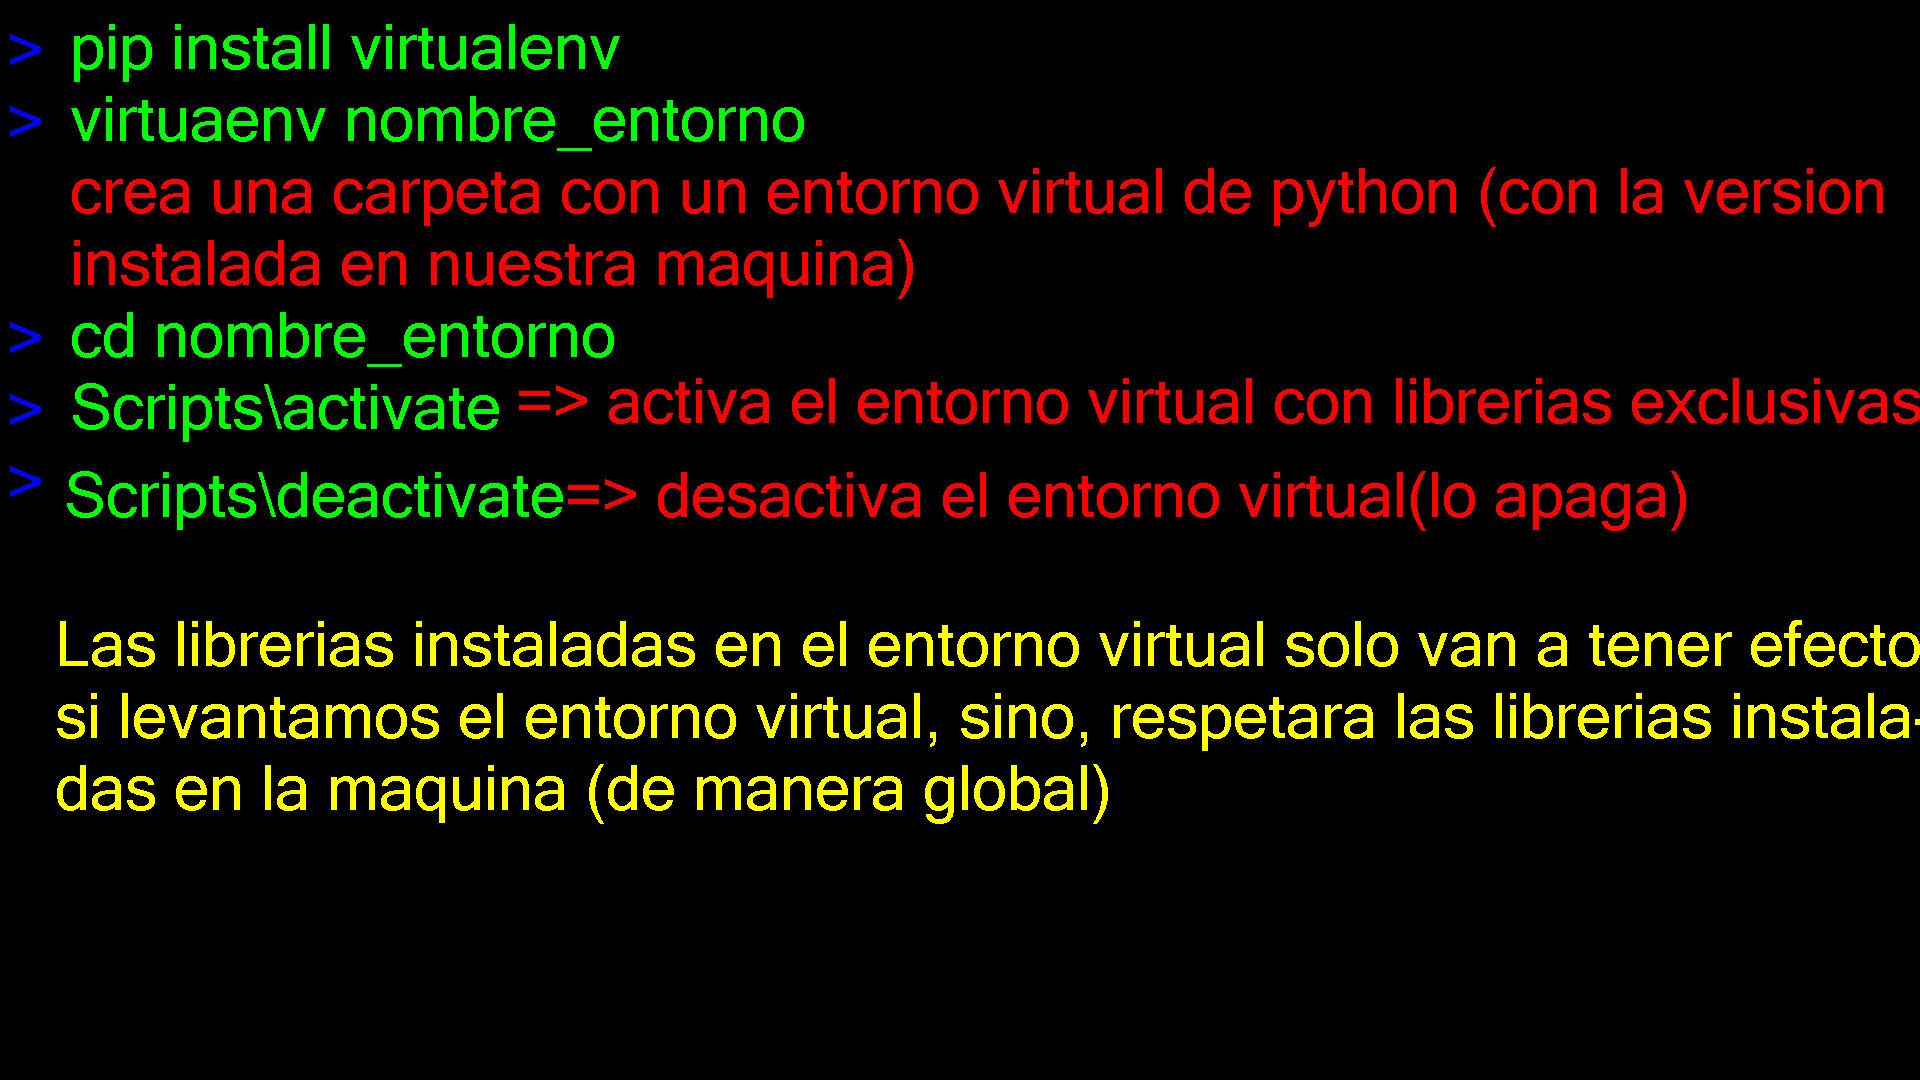 > pip install virtualenv
> virtuaenv nombre_entorno
crea una carpeta con un entorno virtual de python (con la version
instalada en nuestra maquina)
> cd nombre_entorno
> Scripts\activate => activa el entorno virtual con librerias exclusivas
> Scripts\deactivate=> desactiva el entorno virtual(lo apaga)
Las librerias instaladas en el entorno virtual solo van a tener efecto
si levantamos el entorno virtual, sino, respetara las librerias instala-
das en la maquina (de manera global)